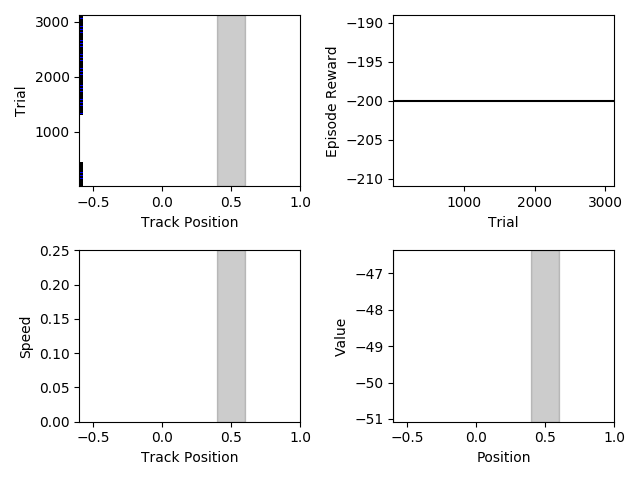 3000
2000
1000
Trial
−0.5 0.0 0.5 1.0
Track Position
−190
−195
−200
−205
−210
Episode Reward
1000 2000 3000
Trial
0.25
0.20
0.15
0.10
0.05
0.00
Speed
−0.5 0.0 0.5 1.0
Track Position
−47
−48
−49
−50
−51
Value
−0.5 0.0 0.5 1.0
Position